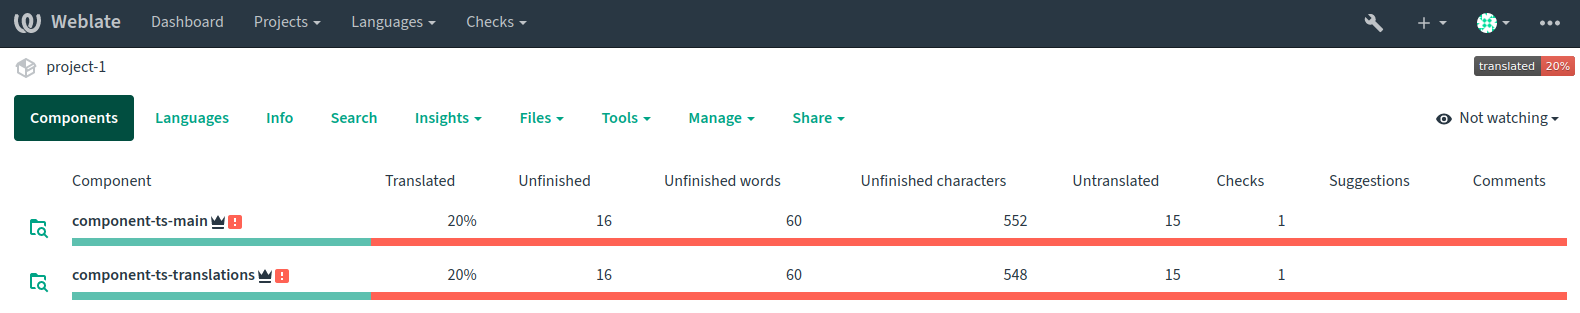 Weblate Dashboard Projects Languages Checks
project-1 translated 20%
Components Languages Info Search Insights Files Tools Manage Share Not watching
Component Translated Unfinished Unfinished words Unfinished characters Untranslated Checks Suggestions Comments
component-ts-main 20% 16 60 552 15 1
component-ts-translations 20% 16 60 548 15 1